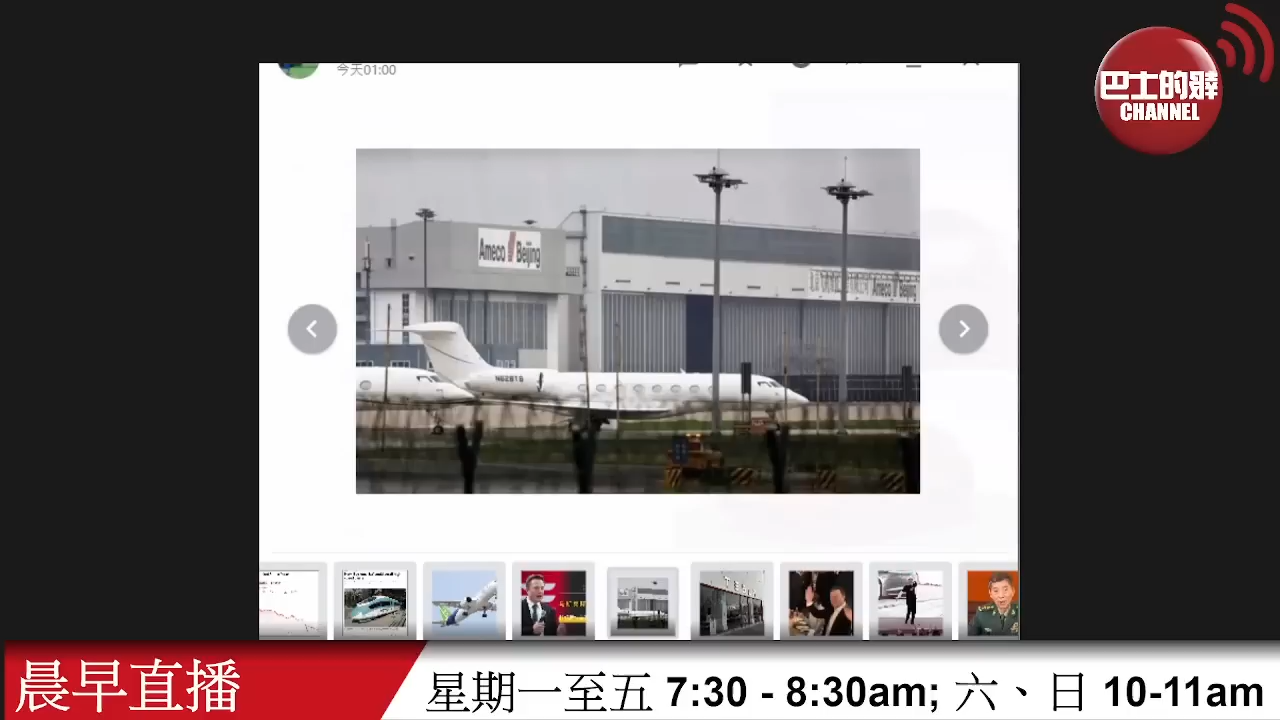 今天01:00
巴士的報
CHANNEL
Ameco Beijing
Ameco Beijing
N628TS
晨早直播
星期一至五 7:30 - 8:30am; 六、日 10-11am